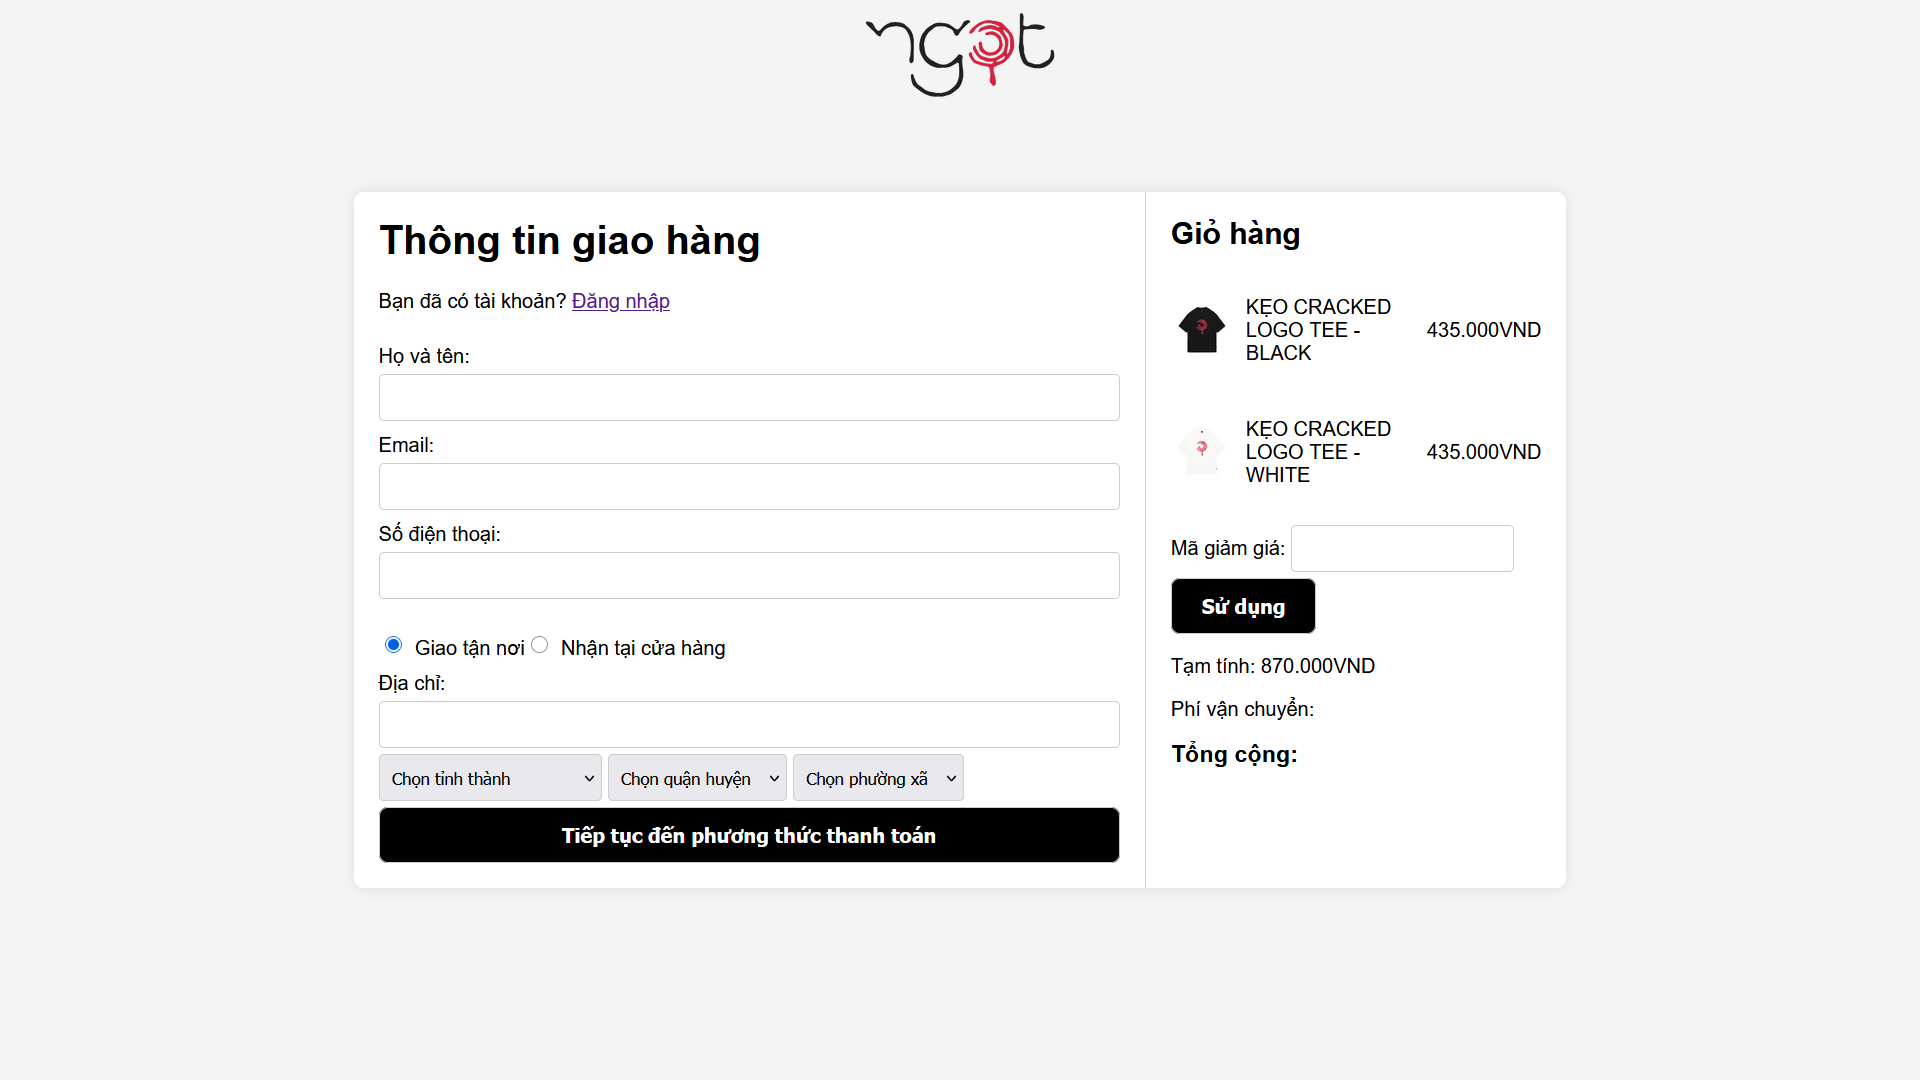 ngọt
Thông tin giao hàng
Bạn đã có tài khoản? Đăng nhập
Họ và tên:
Email:
Số điện thoại:
Giao tận nơi
Nhận tại cửa hàng
Địa chỉ:
Chọn tỉnh thành
Chọn quận huyện
Chọn phường xã
Tiếp tục đến phương thức thanh toán
Giỏ hàng
KẸO CRACKED
LOGO TEE -
BLACK
435.000VND
KẸO CRACKED
LOGO TEE -
WHITE
435.000VND
Mã giảm giá:
Sử dụng
Tạm tính: 870.000VND
Phí vận chuyển:
Tổng cộng: